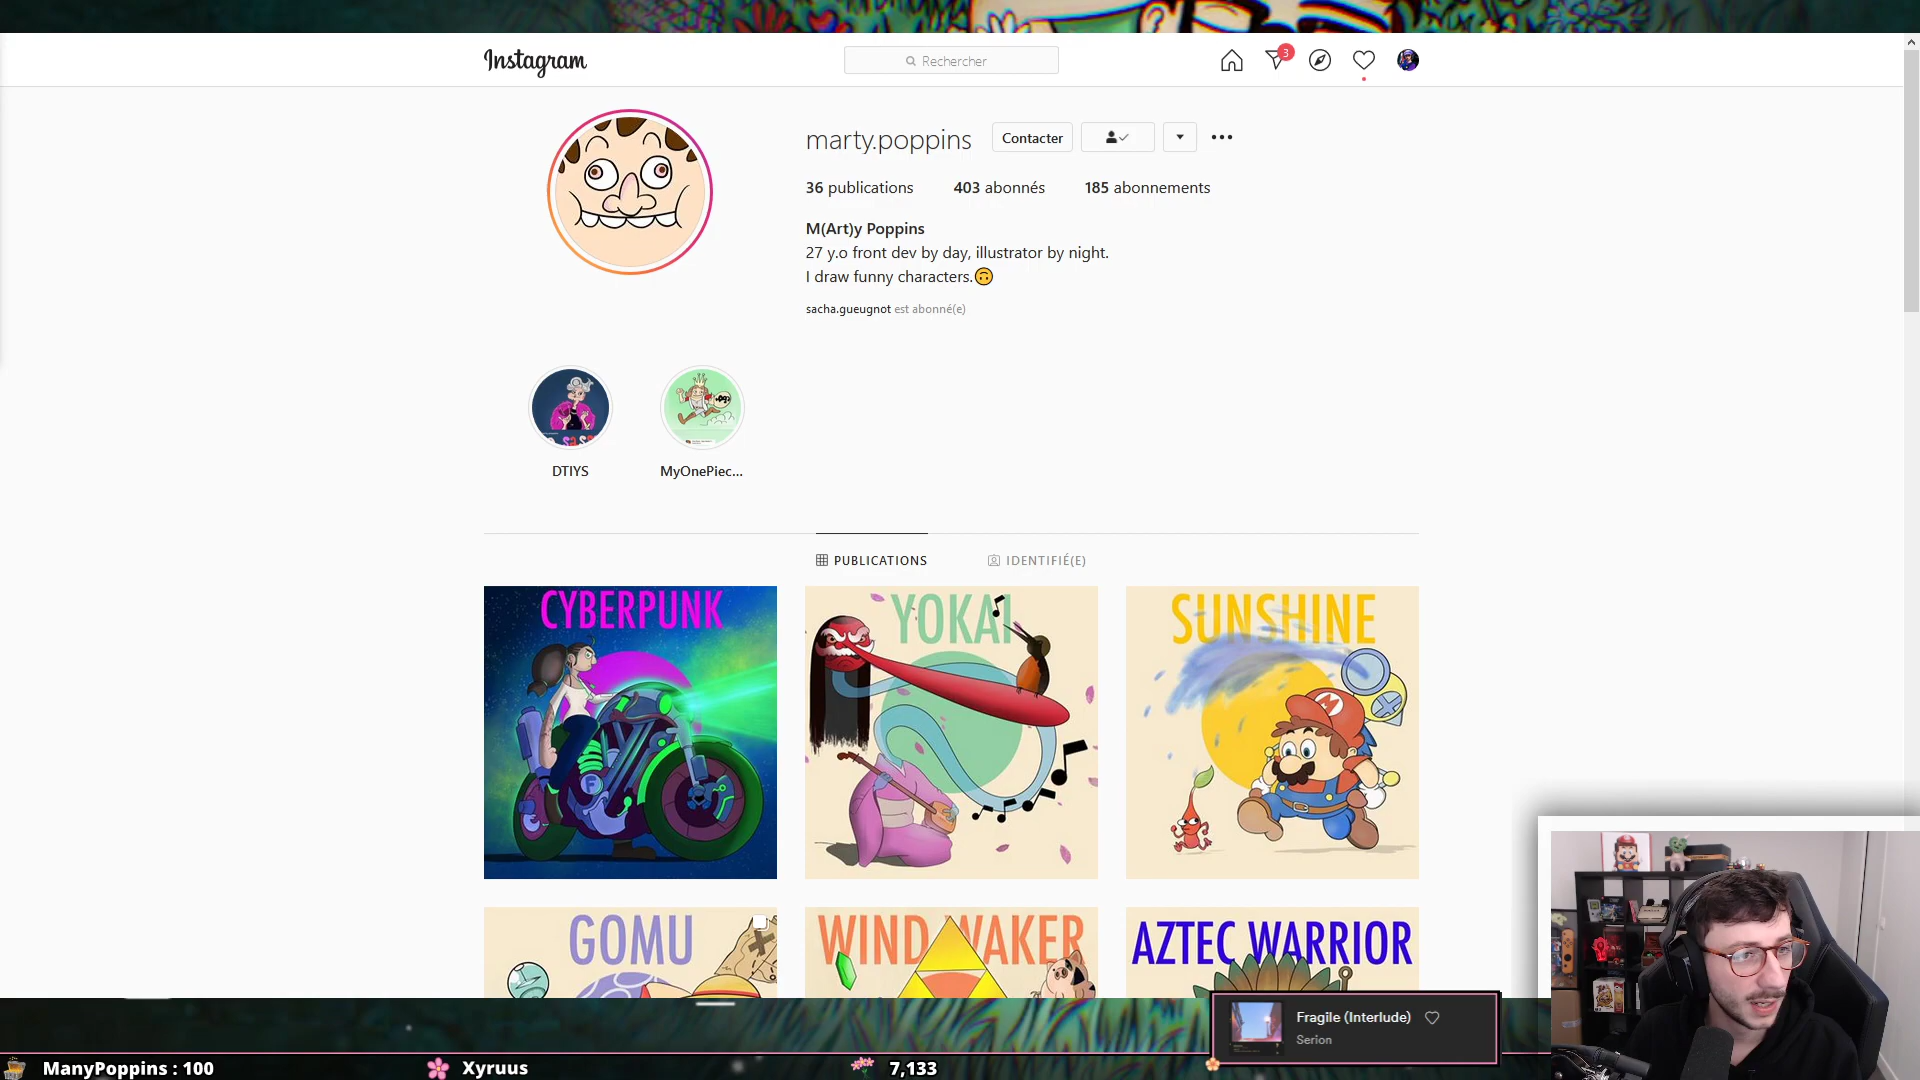 Instagram
Rechercher
3
marty.poppins
Contacter
36 publications
403 abonnés
185 abonnements
M(Art)y Poppins
27 y.o front dev by day, illustrator by night.
I draw funny characters.🙃
sacha.gueugnot est abonné(e)
DTIYS
MyOnePiec...
PUBLICATIONS
IDENTIFIÉ(E)
CYBERPUNK
YOKAI
SUNSHINE
M
F
GOMU
WIND WAKER
AZTEC WARRIOR
Fragile (Interlude)
Serion
ManyPoppins : 100
Xyruus
7,133